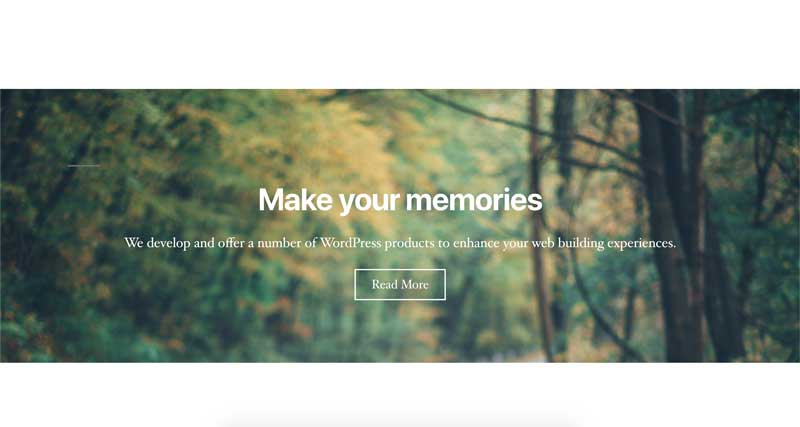 Make your memories
We develop and offer a number of WordPress products to enhance your web building experiences.
Read More